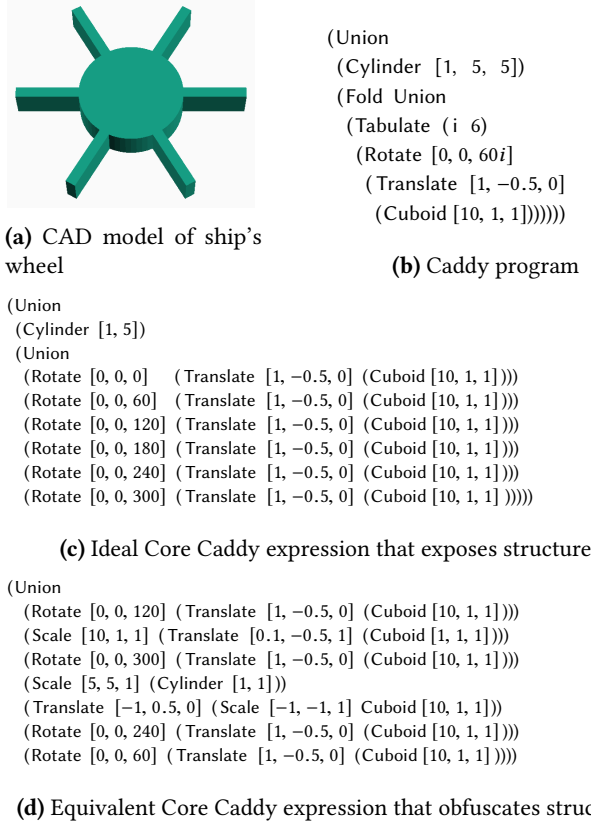 (a) CAD model of ship's
wheel
(Union
(Cylinder [1, 5, 5])
(Fold Union
(Tabulate (i 6)
(Rotate [0, 0, 60i]
(Translate [1, −0.5, 0]
(Cuboid [10, 1, 1]))))))
(b) Caddy program
(Union
(Cylinder [1, 5])
(Union
(Rotate [0, 0, 0] (Translate [1, −0.5, 0] (Cuboid [10, 1, 1])))
(Rotate [0, 0, 60] (Translate [1, −0.5, 0] (Cuboid [10, 1, 1])))
(Rotate [0, 0, 120] (Translate [1, −0.5, 0] (Cuboid [10, 1, 1])))
(Rotate [0, 0, 180] (Translate [1, −0.5, 0] (Cuboid [10, 1, 1])))
(Rotate [0, 0, 240] (Translate [1, −0.5, 0] (Cuboid [10, 1, 1])))
(Rotate [0, 0, 300] (Translate [1, −0.5, 0] (Cuboid [10, 1, 1] )))))
(c) Ideal Core Caddy expression that exposes structure
(Union
(Rotate [0, 0, 120] (Translate [1, −0.5, 0] (Cuboid [10, 1, 1])))
(Scale [10, 1, 1] (Translate [0.1, −0.5, 1] (Cuboid [1, 1, 1])))
(Rotate [0, 0, 300] (Translate [1, −0.5, 0] (Cuboid [10, 1, 1])))
(Scale [5, 5, 1] (Cylinder [1, 1]))
(Translate [−1, 0.5, 0] (Scale [−1, −1, 1] Cuboid [10, 1, 1]))
(Rotate [0, 0, 240] (Translate [1, −0.5, 0] (Cuboid [10, 1, 1])))
(Rotate [0, 0, 60] (Translate [1, −0.5, 0] (Cuboid [10, 1, 1] ))))
(d) Equivalent Core Caddy expression that obfuscates struc